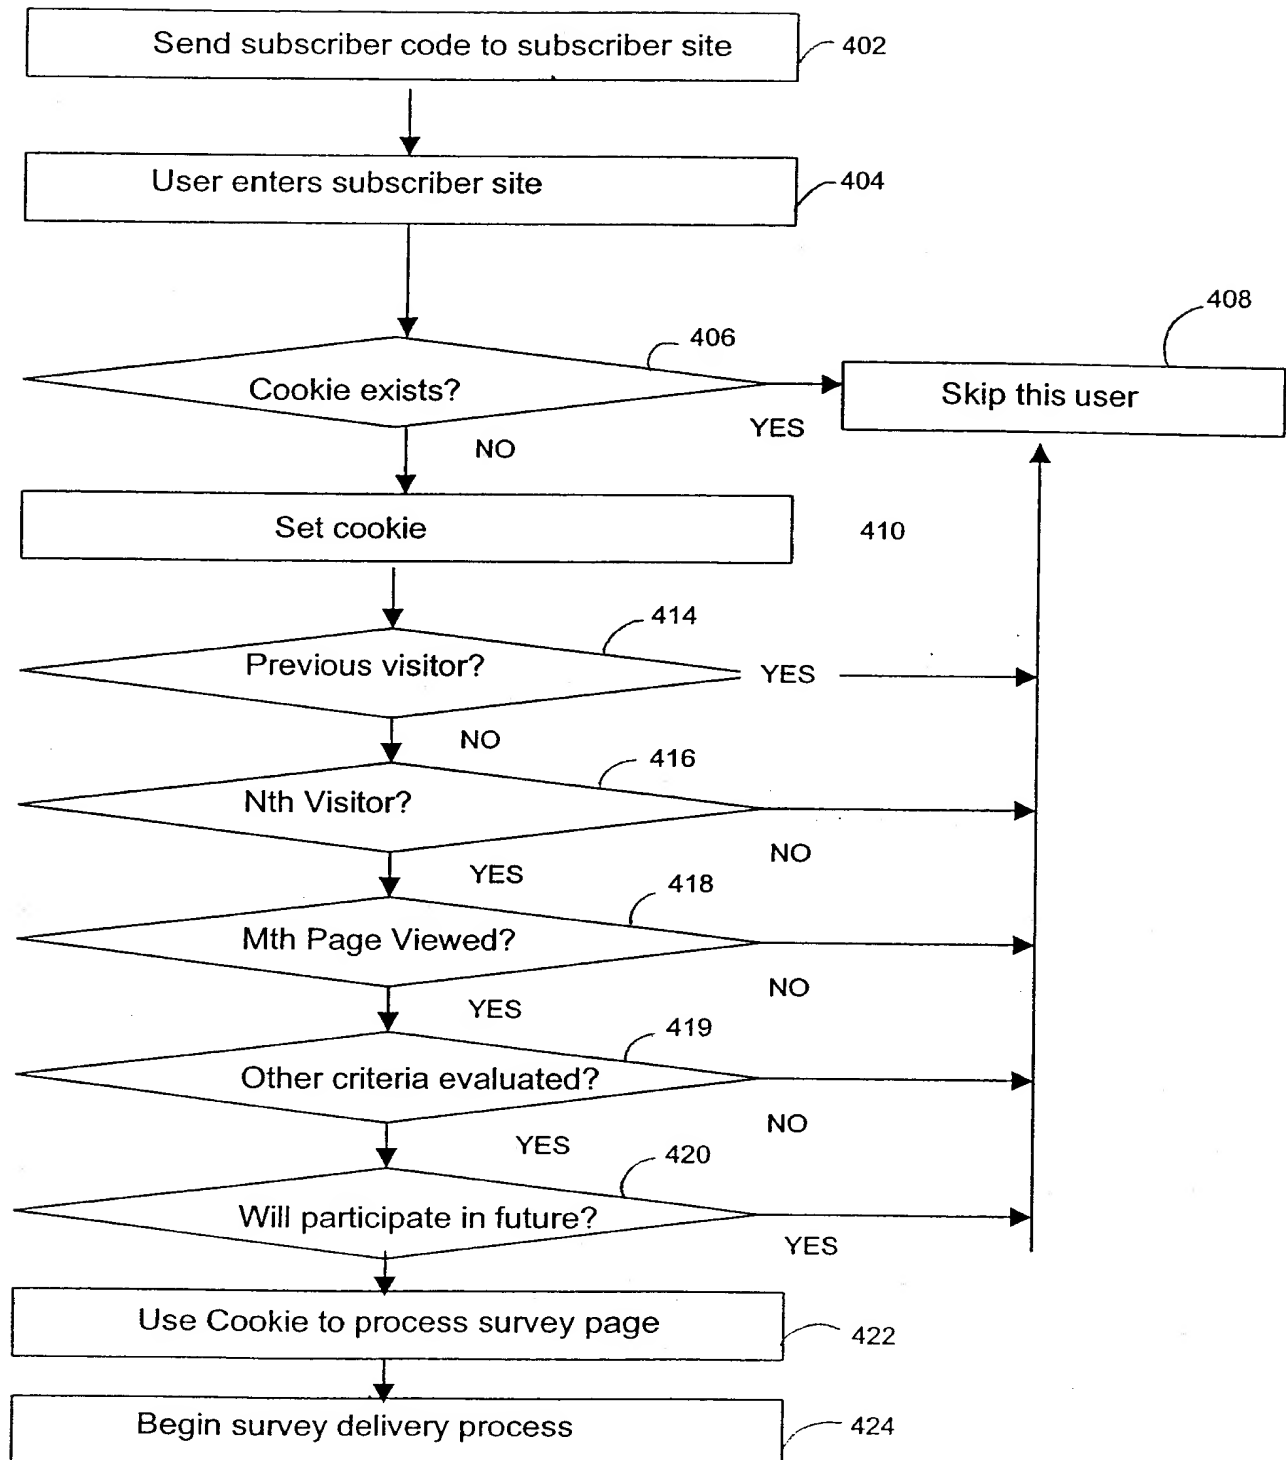 Send subscriber code to subscriber site
402
User enters subscriber site
404
408
406
Cookie exists?
Skip this user
YES
NO
Set cookie
410
414
Previous visitor?
YES
NO
416
Nth Visitor?
NO
YES
418
Mth Page Viewed?
NO
YES
419
Other criteria evaluated?
NO
YES
420
Will participate in future?
YES
Use Cookie to process survey page
422
Begin survey delivery process
424